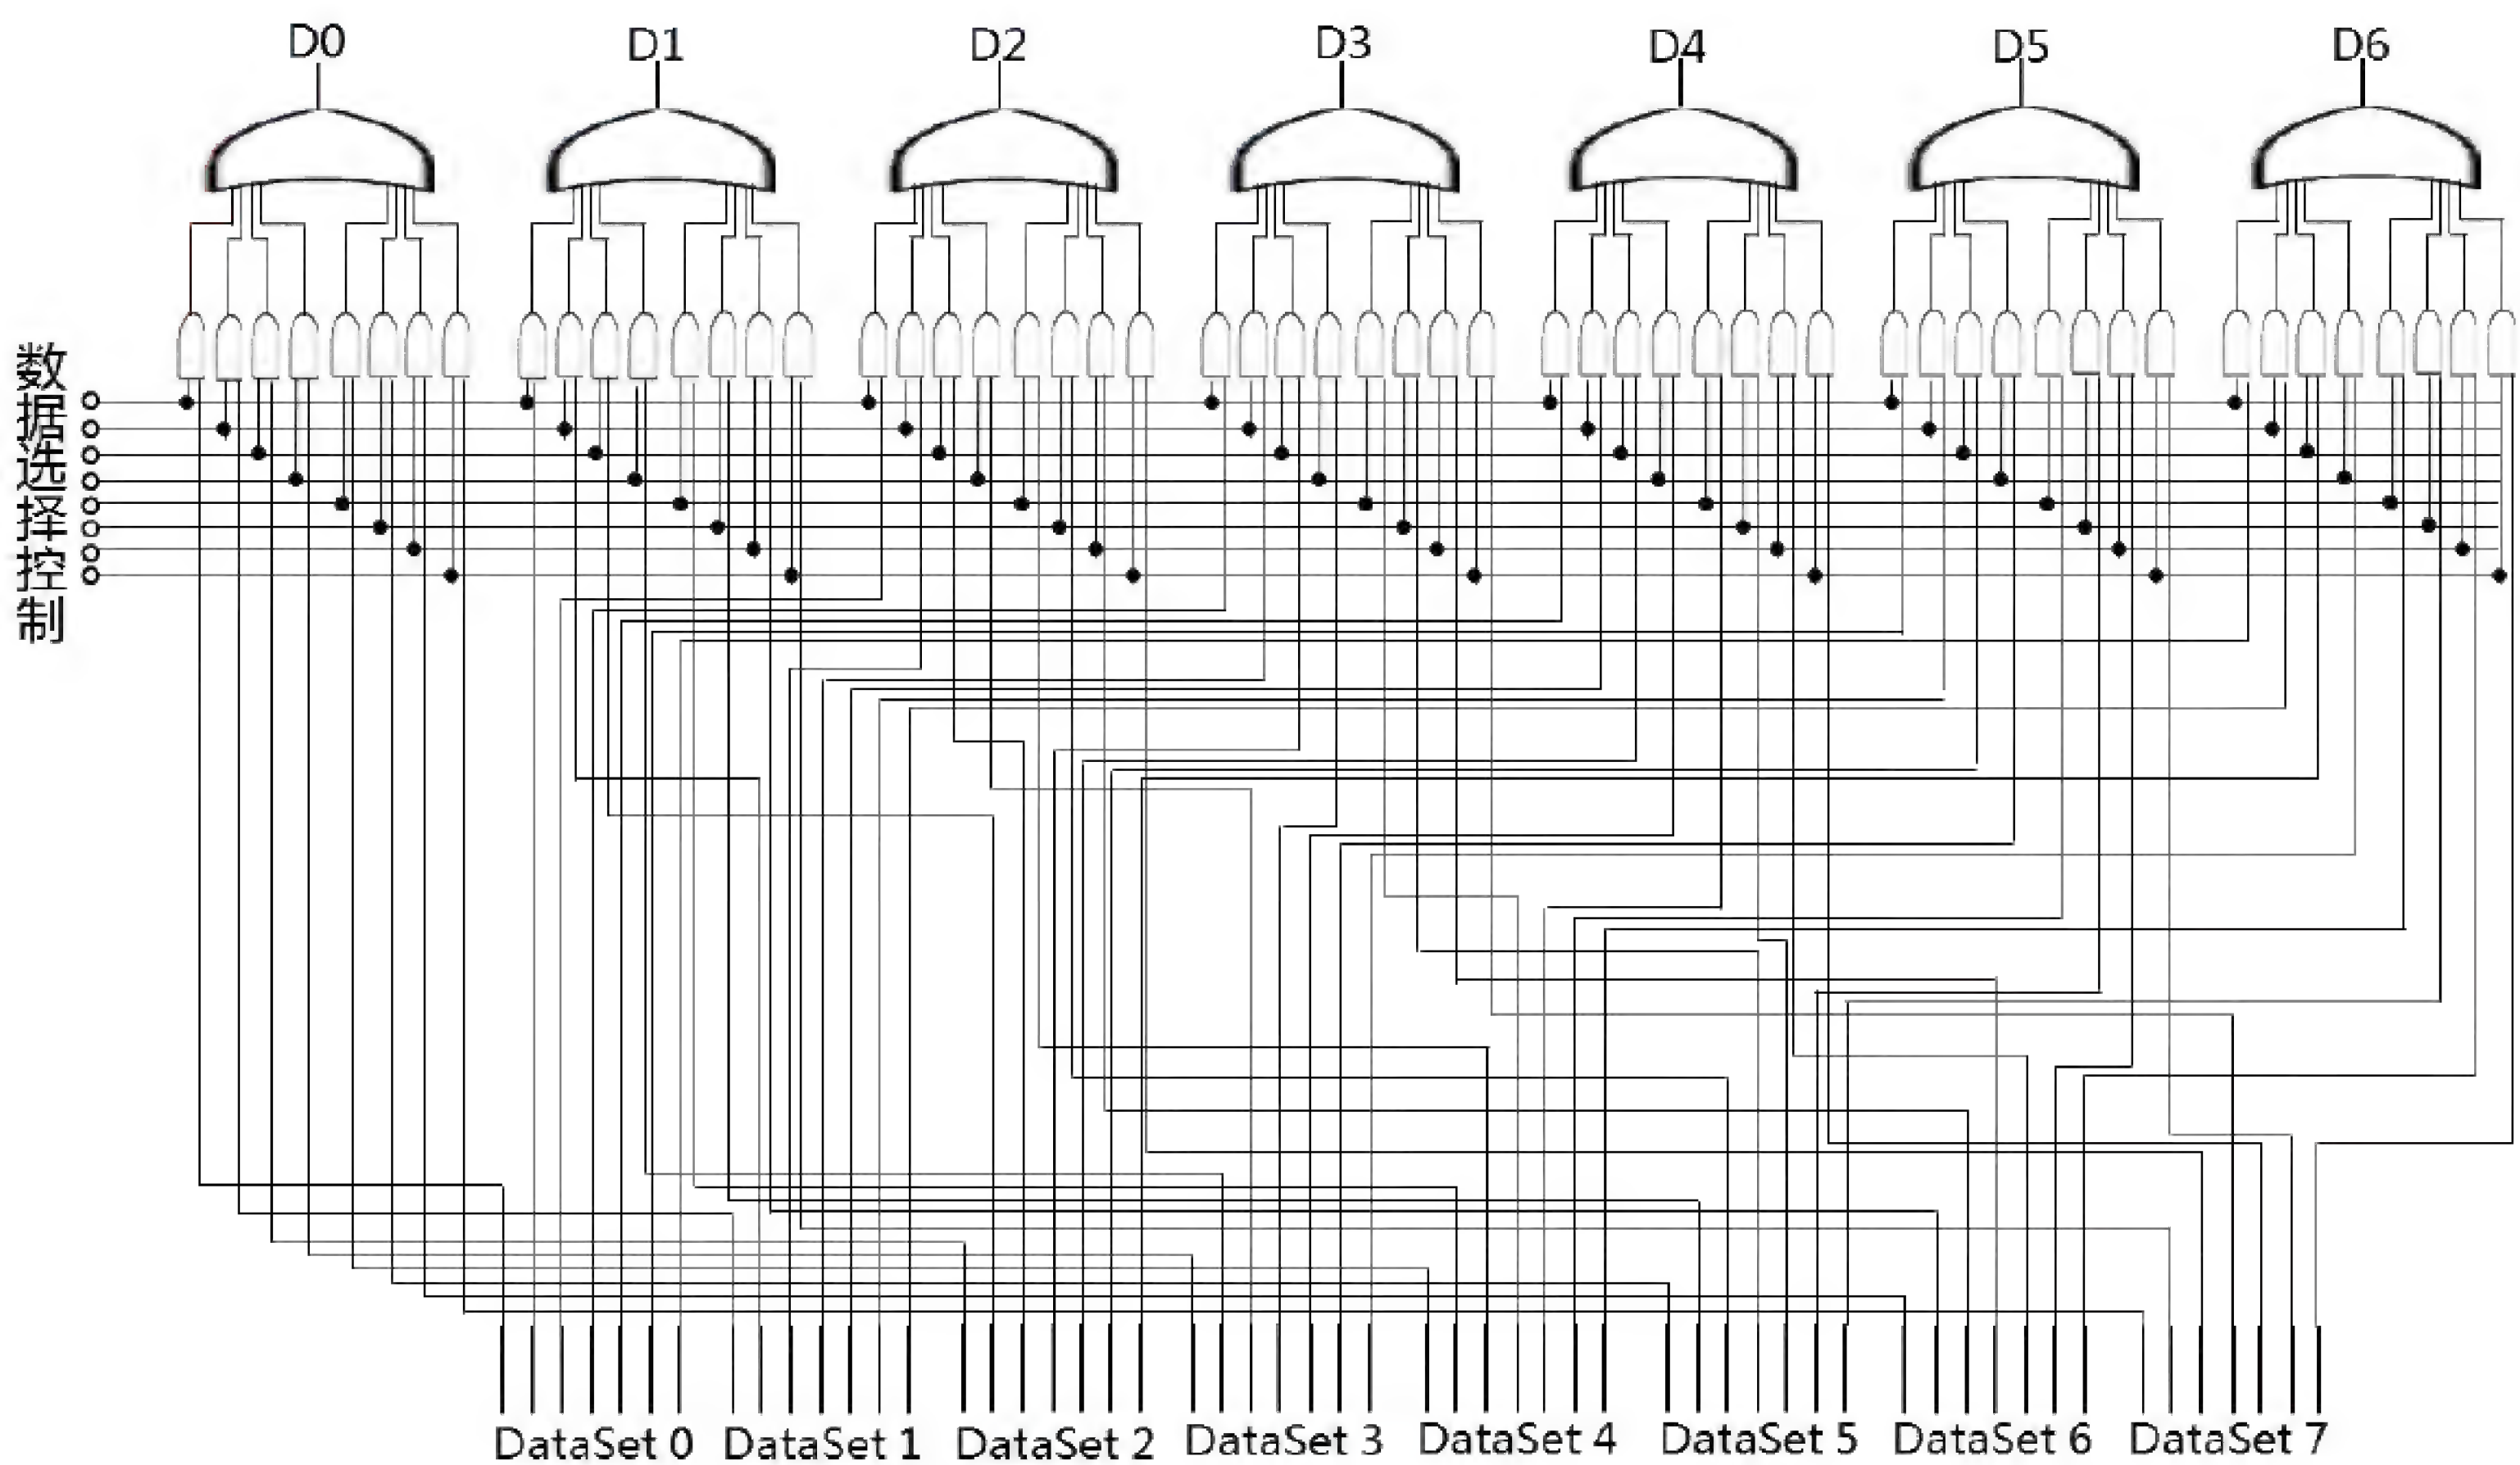 D0 D1 D2 D3 D4 D5 D6
数据选择控制
DataSet 0 DataSet 1 DataSet 2 DataSet 3 DataSet 4 DataSet 5 DataSet 6 DataSet 7